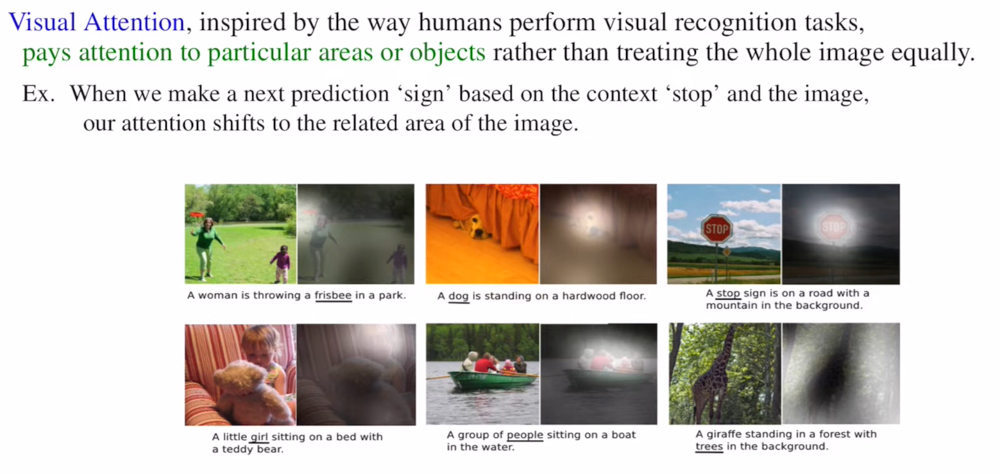 Visual Attention, inspired by the way humans perform visual recognition tasks,
pays attention to particular areas or objects rather than treating the whole image equally.
Ex. When we make a next prediction ‘sign’ based on the context ‘stop’ and the image,
our attention shifts to the related area of the image.
STOP
STOP
A woman is throwing a frisbee in a park.
A dog is standing on a hardwood floor.
A stop sign is on a road with a
mountain in the background.
A little girl sitting on a bed with
a teddy bear.
A group of people sitting on a boat
in the water.
A giraffe standing in a forest with
trees in the background.